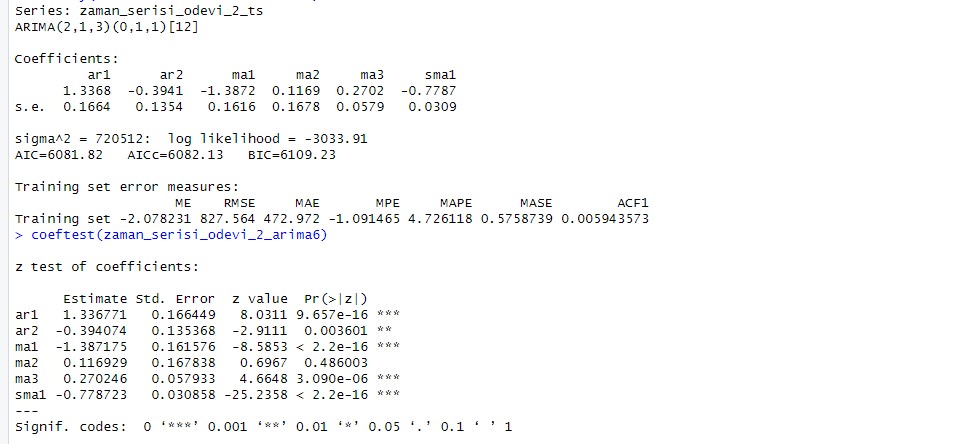 Series: zaman_serisi_odevi_2_ts
ARIMA(2,1,3)(0,1,1)[12]
Coefficients:
ar1 ar2 ma1 ma2 ma3 sma1
1.3368 -0.3941 -1.3872 0.1169 0.2702 -0.7787
s.e. 0.1664 0.1354 0.1616 0.1678 0.0579 0.0309
sigma^2 = 720512: log likelihood = -3033.91
AIC=6081.82 AICc=6082.13 BIC=6109.23
Training set error measures:
ME RMSE MAE MPE MAPE MASE ACF1
Training set -2.078231 827.564 472.972 -1.091465 4.726118 0.5758739 0.005943573
> coeftest(zaman_serisi_odevi_2_arima6)
z test of coefficients:
Estimate Std. Error z value Pr(>|z|)
ar1 1.336771 0.166449 8.0311 9.657e-16 ***
ar2 -0.394074 0.135368 -2.9111 0.003601 **
ma1 -1.387175 0.161576 -8.5853 < 2.2e-16 ***
ma2 0.116929 0.167838 0.6967 0.486003
ma3 0.270246 0.057933 4.6648 3.090e-06 ***
sma1 -0.778723 0.030858 -25.2358 < 2.2e-16 ***
---
Signif. codes: 0 ‘***’ 0.001 ‘**’ 0.01 ‘*’ 0.05 ‘.’ 0.1 ‘ ’ 1